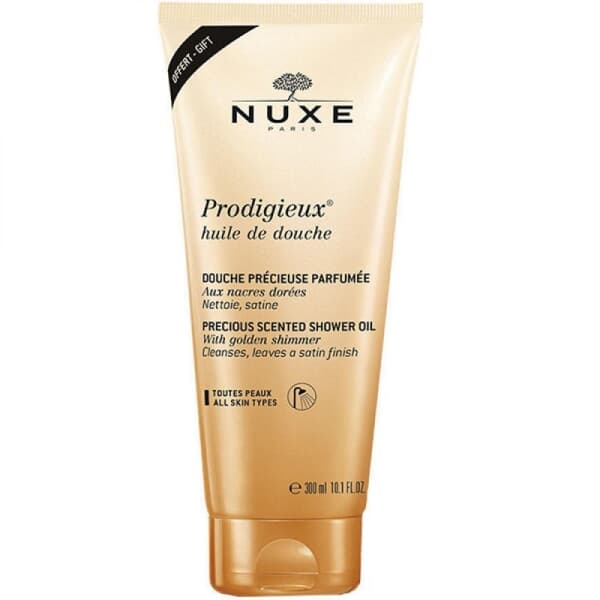 OFFERT - GIFT
NUXE
PARIS
Prodigieux®
huile de douche
DOUCHE PRÉCIEUSE PARFUMÉE
Aux nacres dorées
Nettoie, satine
PRECIOUS SCENTED SHOWER OIL
With golden shimmer
Cleanses, leaves a satin finish
TOUTES PEAUX
ALL SKIN TYPES
℮ 300 ml 10.1 FL.OZ.